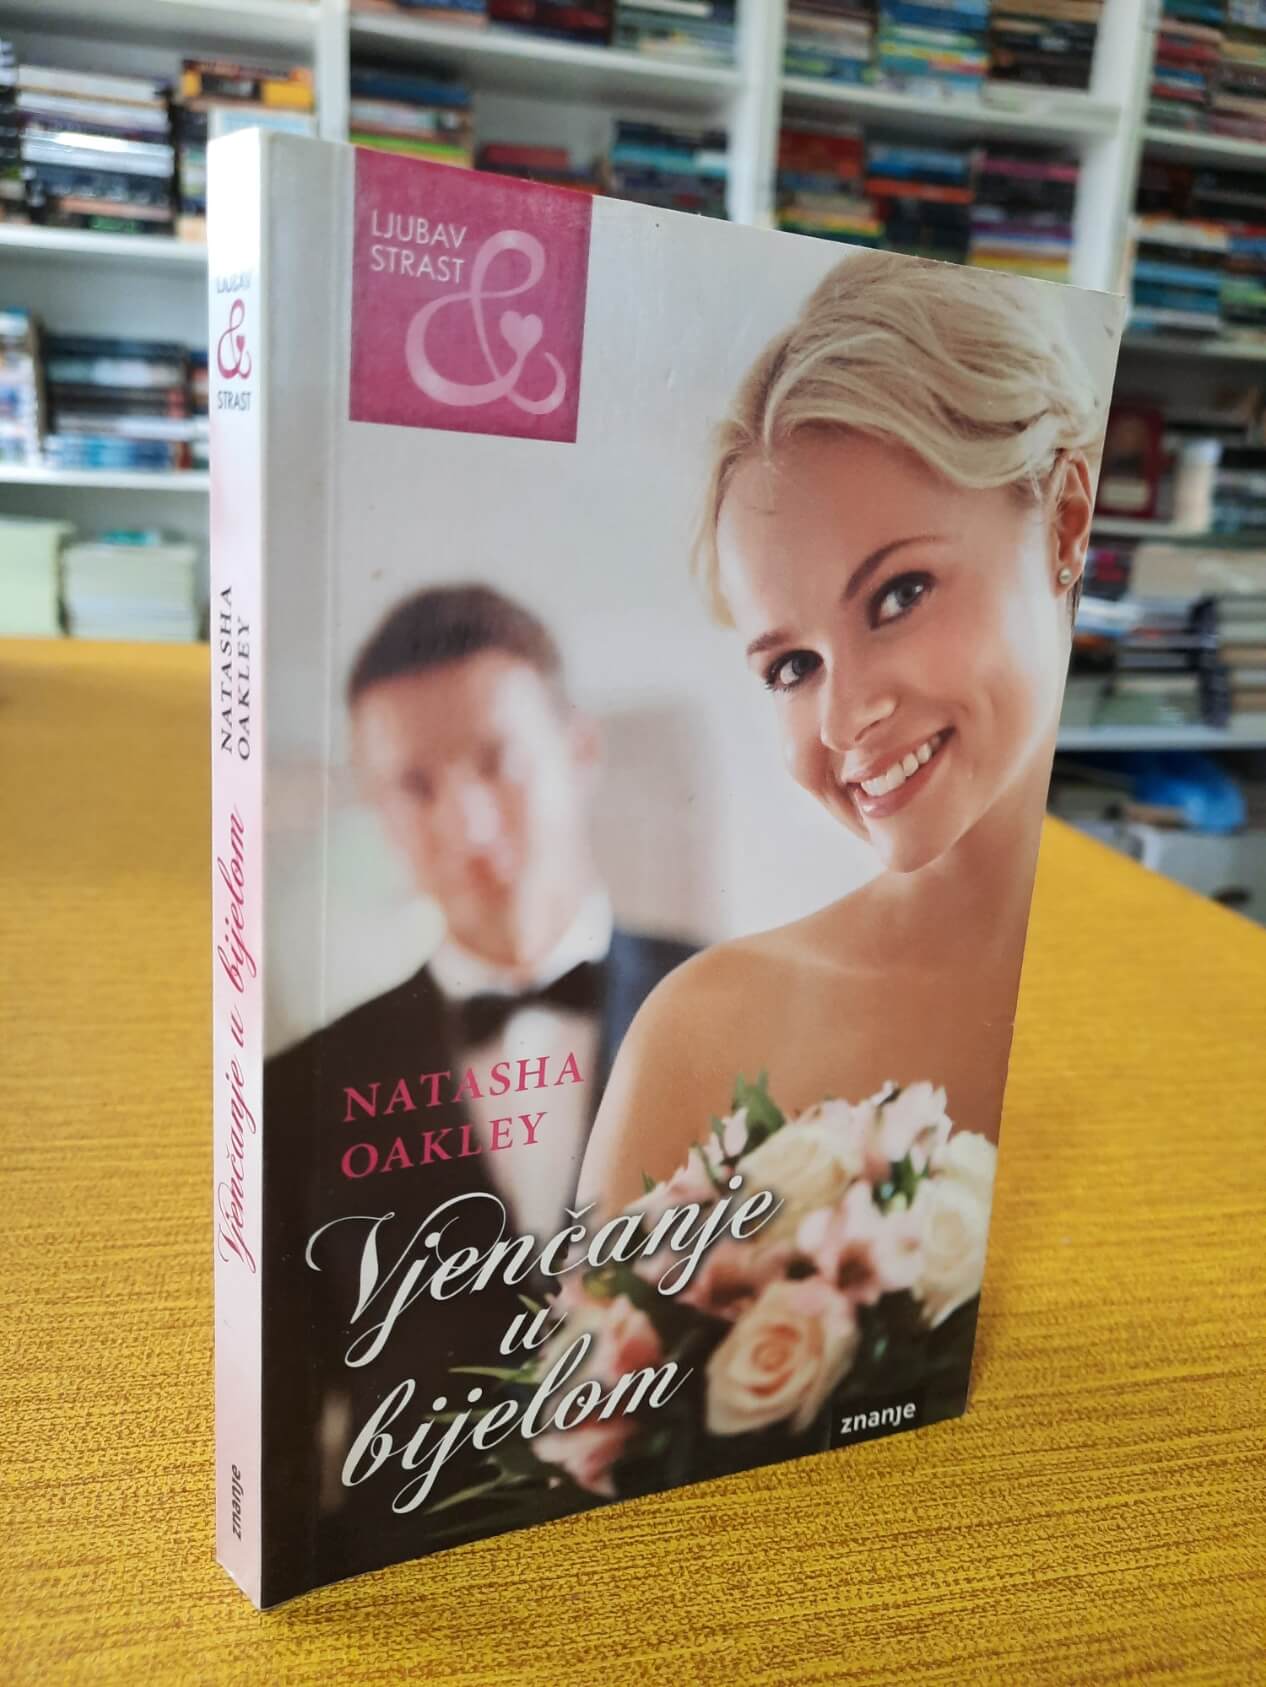 LJUBAV
&
STRAST
NATASHA
OAKLEY
Vjenčanje u bijelom
znanje
LJUBAV
STRAST
&
NATASHA
OAKLEY
Vjenčanje
u
bijelom
znanje